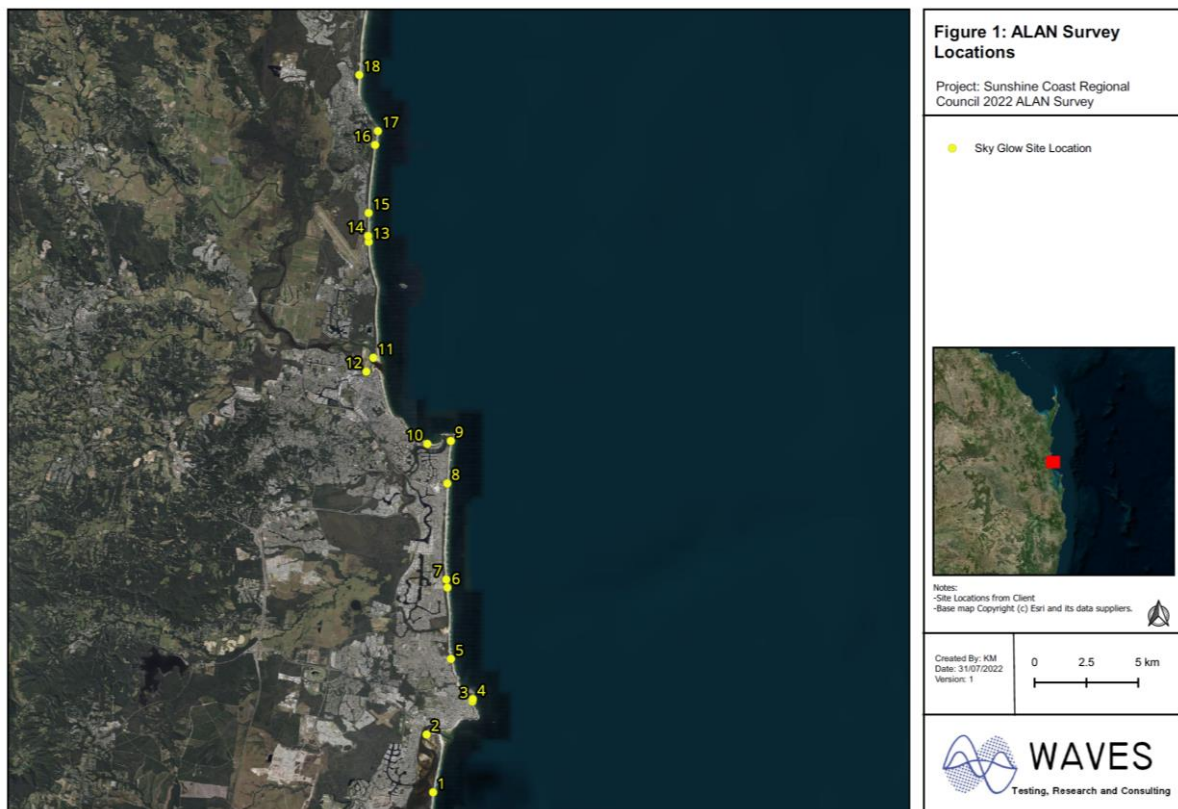 Figure 1: ALAN Survey
Locations
Project: Sunshine Coast Regional
Council 2022 ALAN Survey
Sky Glow Site Location
18
17
16
15
14
13
11
12
10
9
8
7
6
5
3
4
2
1
Notes:
-Site Locations from Client
-Base map Copyright (c) Esri and its data suppliers.
Created By: KM
Date: 31/07/2022
Version: 1
0 2.5 5 km
WAVES
Testing, Research and Consulting